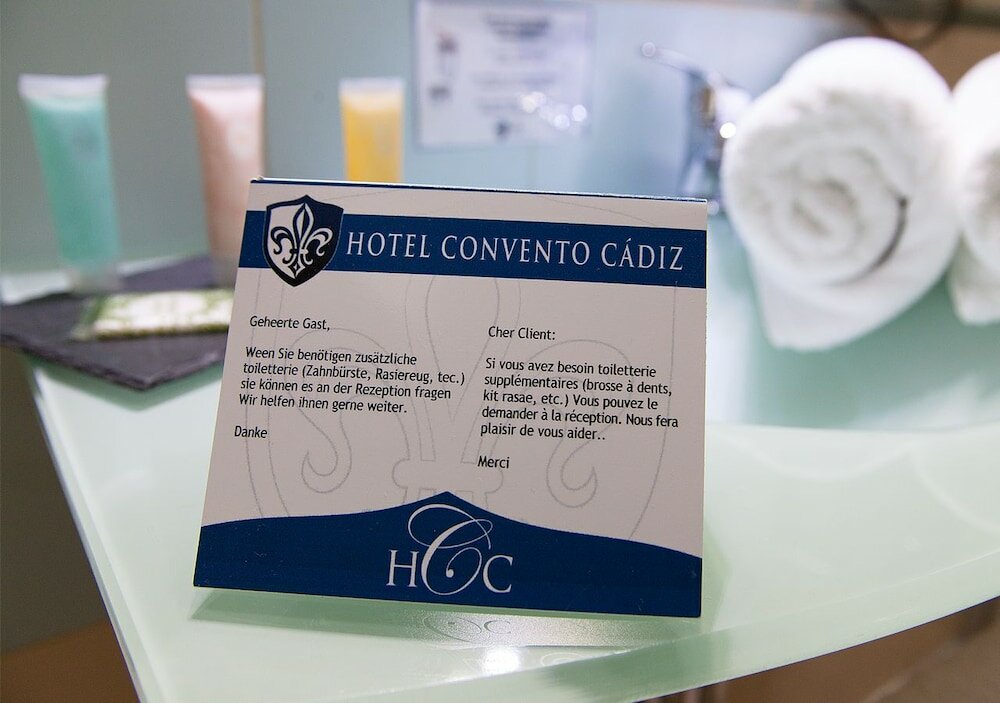 HOTEL CONVENTO CÁDIZ
Geheerte Gast,
Ween Sie benötigen zusätzliche
toiletterie (Zahnbürste, Rasiereug, tec.)
sie können es an der Rezeption fragen
Wir helfen ihnen gerne weiter.
Danke
Cher Client:
Si vous avez besoin toiletterie
supplémentaires (brosse à dents,
kit rasae, etc.) Vous pouvez le
demander à la réception. Nous fera
plaisir de vous aider..
Merci
HCC